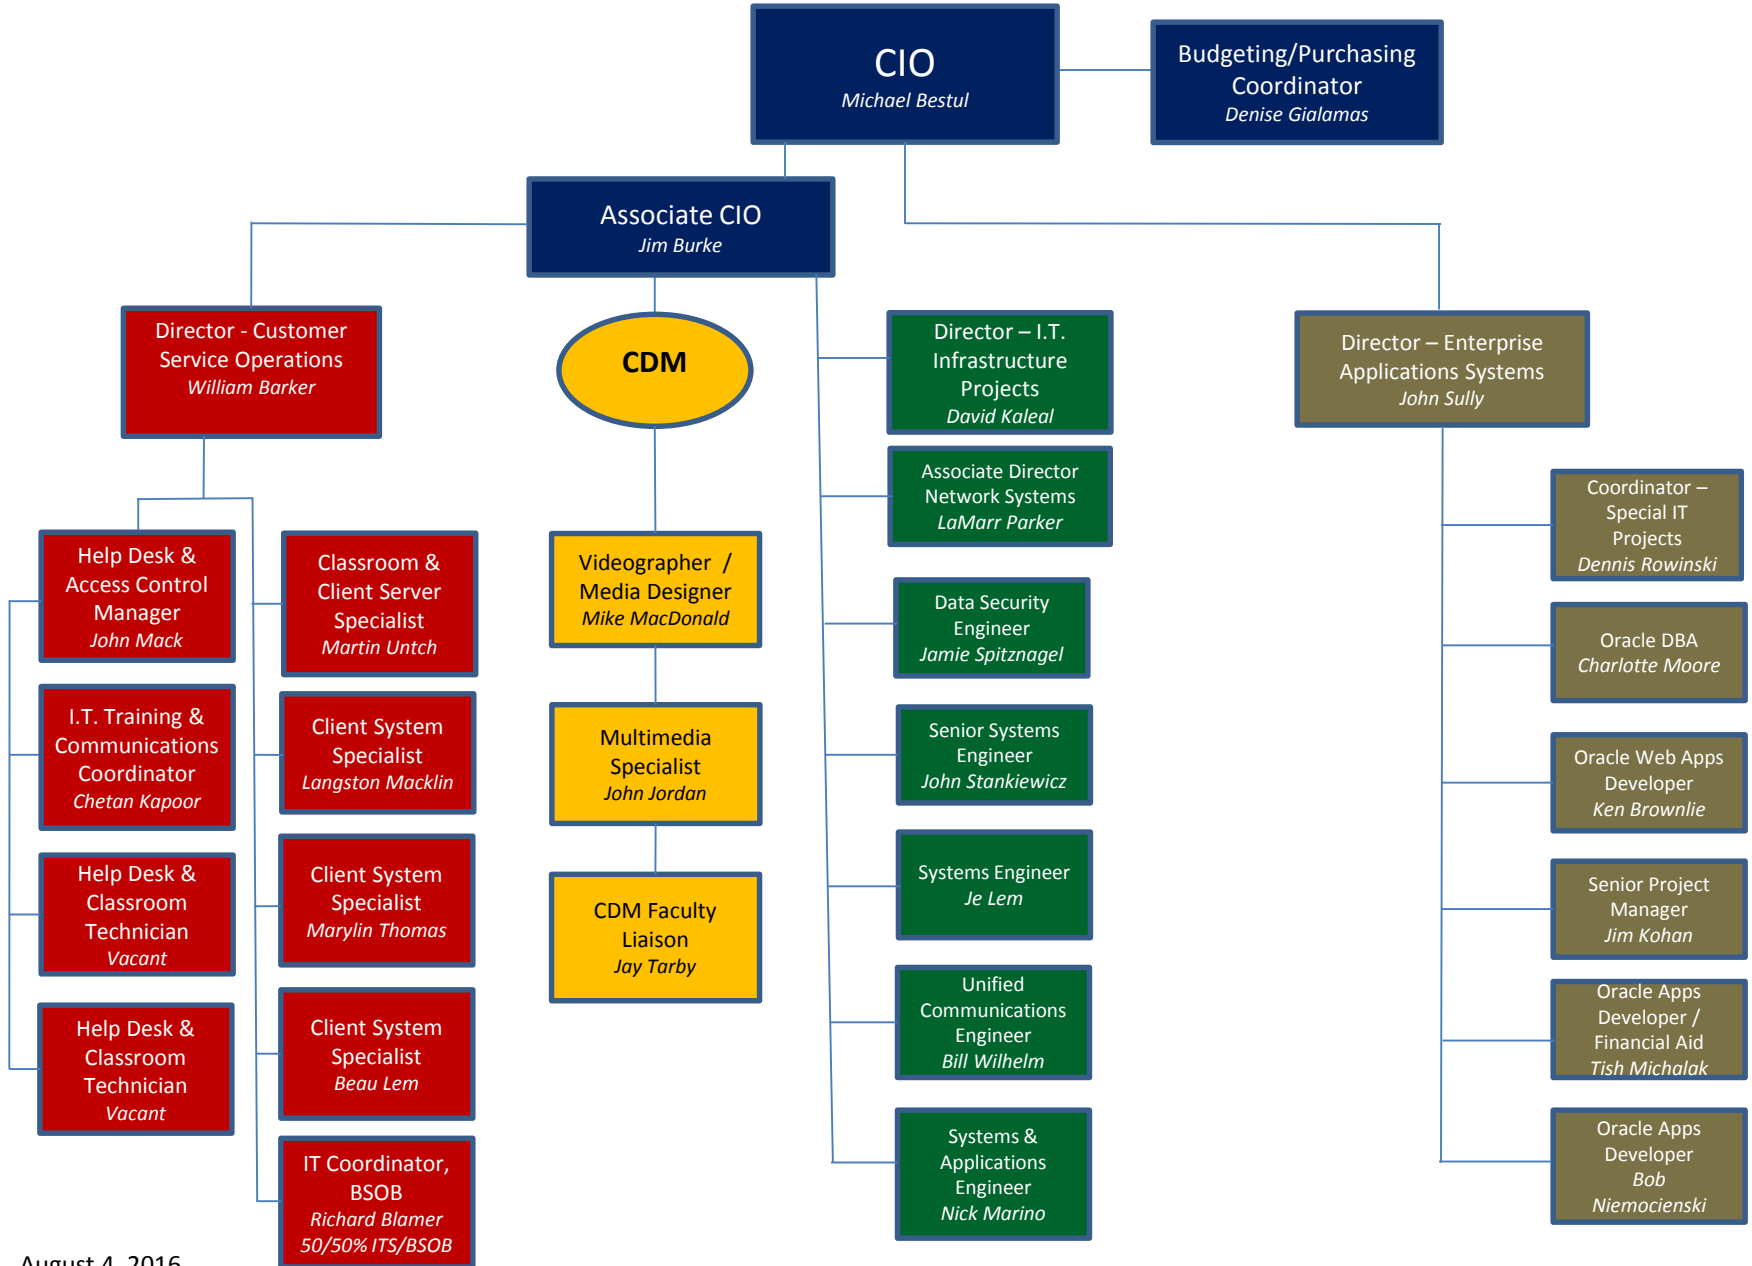 CIO
Michael Bestul
Budgeting/Purchasing
Coordinator
Denise Gialamas
Associate CIO
Jim Burke
Director - Customer
Service Operations
William Barker
Help Desk &
Access Control
Manager
John Mack
I.T. Training &
Communications
Coordinator
Chetan Kapoor
Help Desk &
Classroom
Technician
Vacant
Help Desk &
Classroom
Technician
Vacant
Classroom &
Client Server
Specialist
Martin Untch
Client System
Specialist
Langston Macklin
Client System
Specialist
Marylin Thomas
Client System
Specialist
Beau Lem
IT Coordinator,
BSOB
Richard Blamer
50/50% ITS/BSOB
CDM
Videographer /
Media Designer
Mike MacDonald
Multimedia
Specialist
John Jordan
CDM Faculty
Liaison
Jay Tarby
Director – I.T.
Infrastructure
Projects
David Kaleal
Associate Director
Network Systems
LaMarr Parker
Data Security
Engineer
Jamie Spitznagel
Senior Systems
Engineer
John Stankiewicz
Systems Engineer
Je Lem
Unified
Communications
Engineer
Bill Wilhelm
Systems &
Applications
Engineer
Nick Marino
Director – Enterprise
Applications Systems
John Sully
Coordinator –
Special IT
Projects
Dennis Rowinski
Oracle DBA
Charlotte Moore
Oracle Web Apps
Developer
Ken Brownlie
Senior Project
Manager
Jim Kohan
Oracle Apps
Developer /
Financial Aid
Tish Michalak
Oracle Apps
Developer
Bob
Niemocienski
August 4, 2016